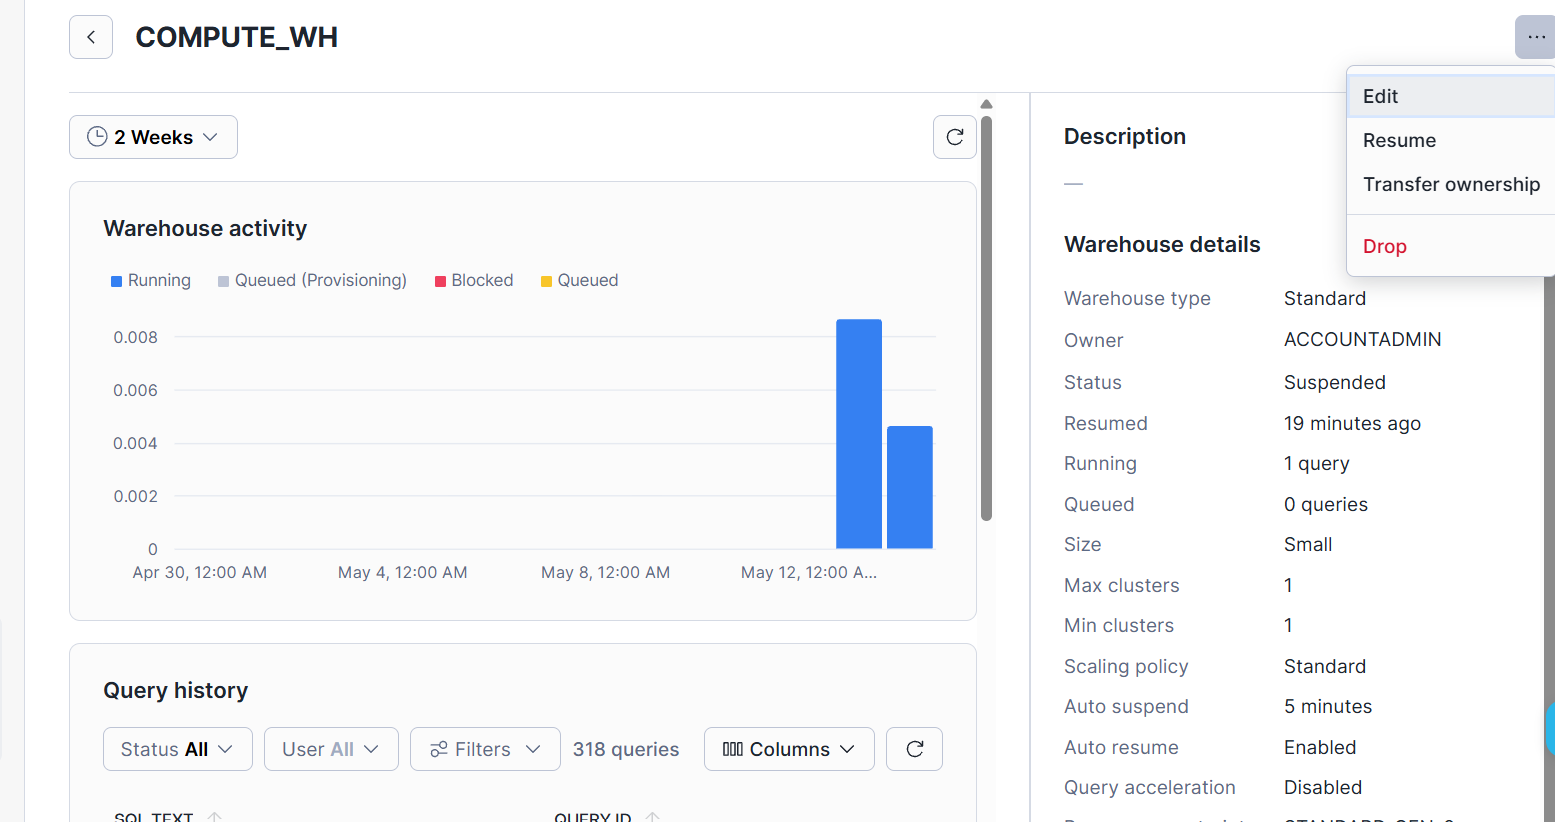 COMPUTE_WH
...
Edit
Resume
Transfer ownership
Drop
2 Weeks
Warehouse activity
Running Queued (Provisioning) Blocked Queued
0.008
0.006
0.004
0.002
0
Apr 30, 12:00 AM May 4, 12:00 AM May 8, 12:00 AM May 12, 12:00 A...
Query history
Status All User All Filters 318 queries Columns
SQL TEXT QUERY ID
Description
—
Warehouse details
Warehouse type Standard
Owner ACCOUNTADMIN
Status Suspended
Resumed 19 minutes ago
Running 1 query
Queued 0 queries
Size Small
Max clusters 1
Min clusters 1
Scaling policy Standard
Auto suspend 5 minutes
Auto resume Enabled
Query acceleration Disabled